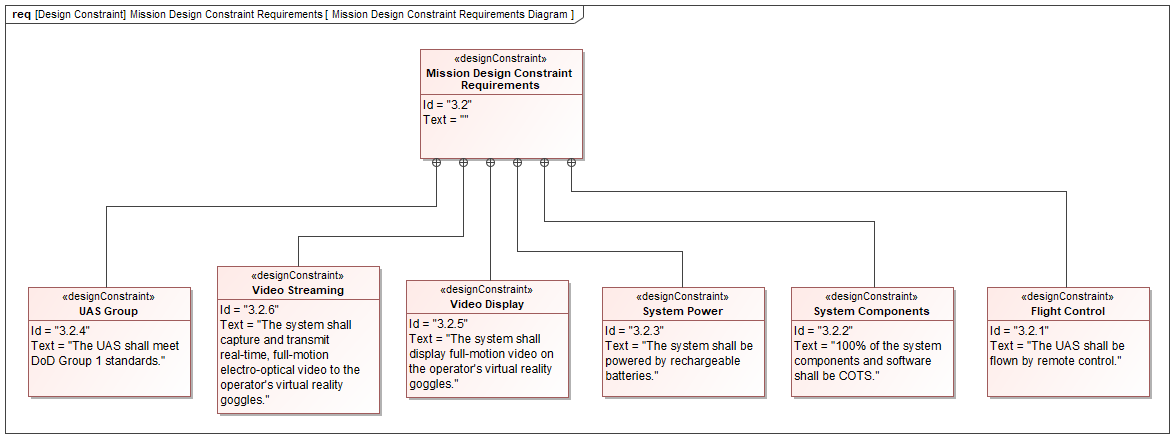 req [Design Constraint] Mission Design Constraint Requirements [ Mission Design Constraint Requirements Diagram ]
«designConstraint»
Mission Design Constraint
Requirements
Id = "3.2"
Text = ""
«designConstraint»
UAS Group
Id = "3.2.4"
Text = "The UAS shall meet
DoD Group 1 standards."
«designConstraint»
Video Streaming
Id = "3.2.6"
Text = "The system shall
capture and transmit
real-time, full-motion
electro-optical video to the
operator's virtual reality
goggles."
«designConstraint»
Video Display
Id = "3.2.5"
Text = "The system shall
display full-motion video on
the operator's virtual reality
goggles."
«designConstraint»
System Power
Id = "3.2.3"
Text = "The system shall be
powered by rechargeable
batteries."
«designConstraint»
System Components
Id = "3.2.2"
Text = "100% of the system
components and software
shall be COTS."
«designConstraint»
Flight Control
Id = "3.2.1"
Text = "The UAS shall be
flown by remote control."